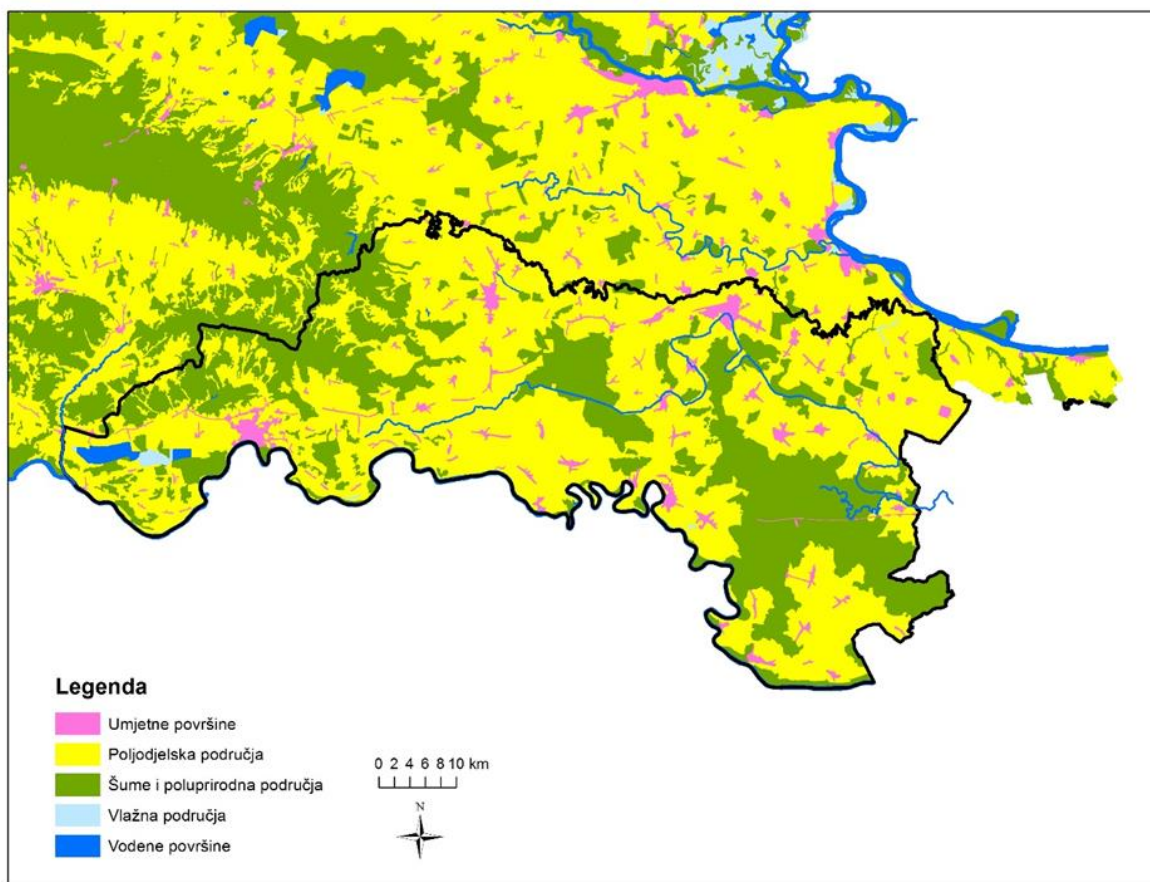 Legenda
Umjetne površine
Poljodjelska područja
Šume i poluprirodna područja
Vlažna područja
Vodene površine
0 2 4 6 8 10 km
N